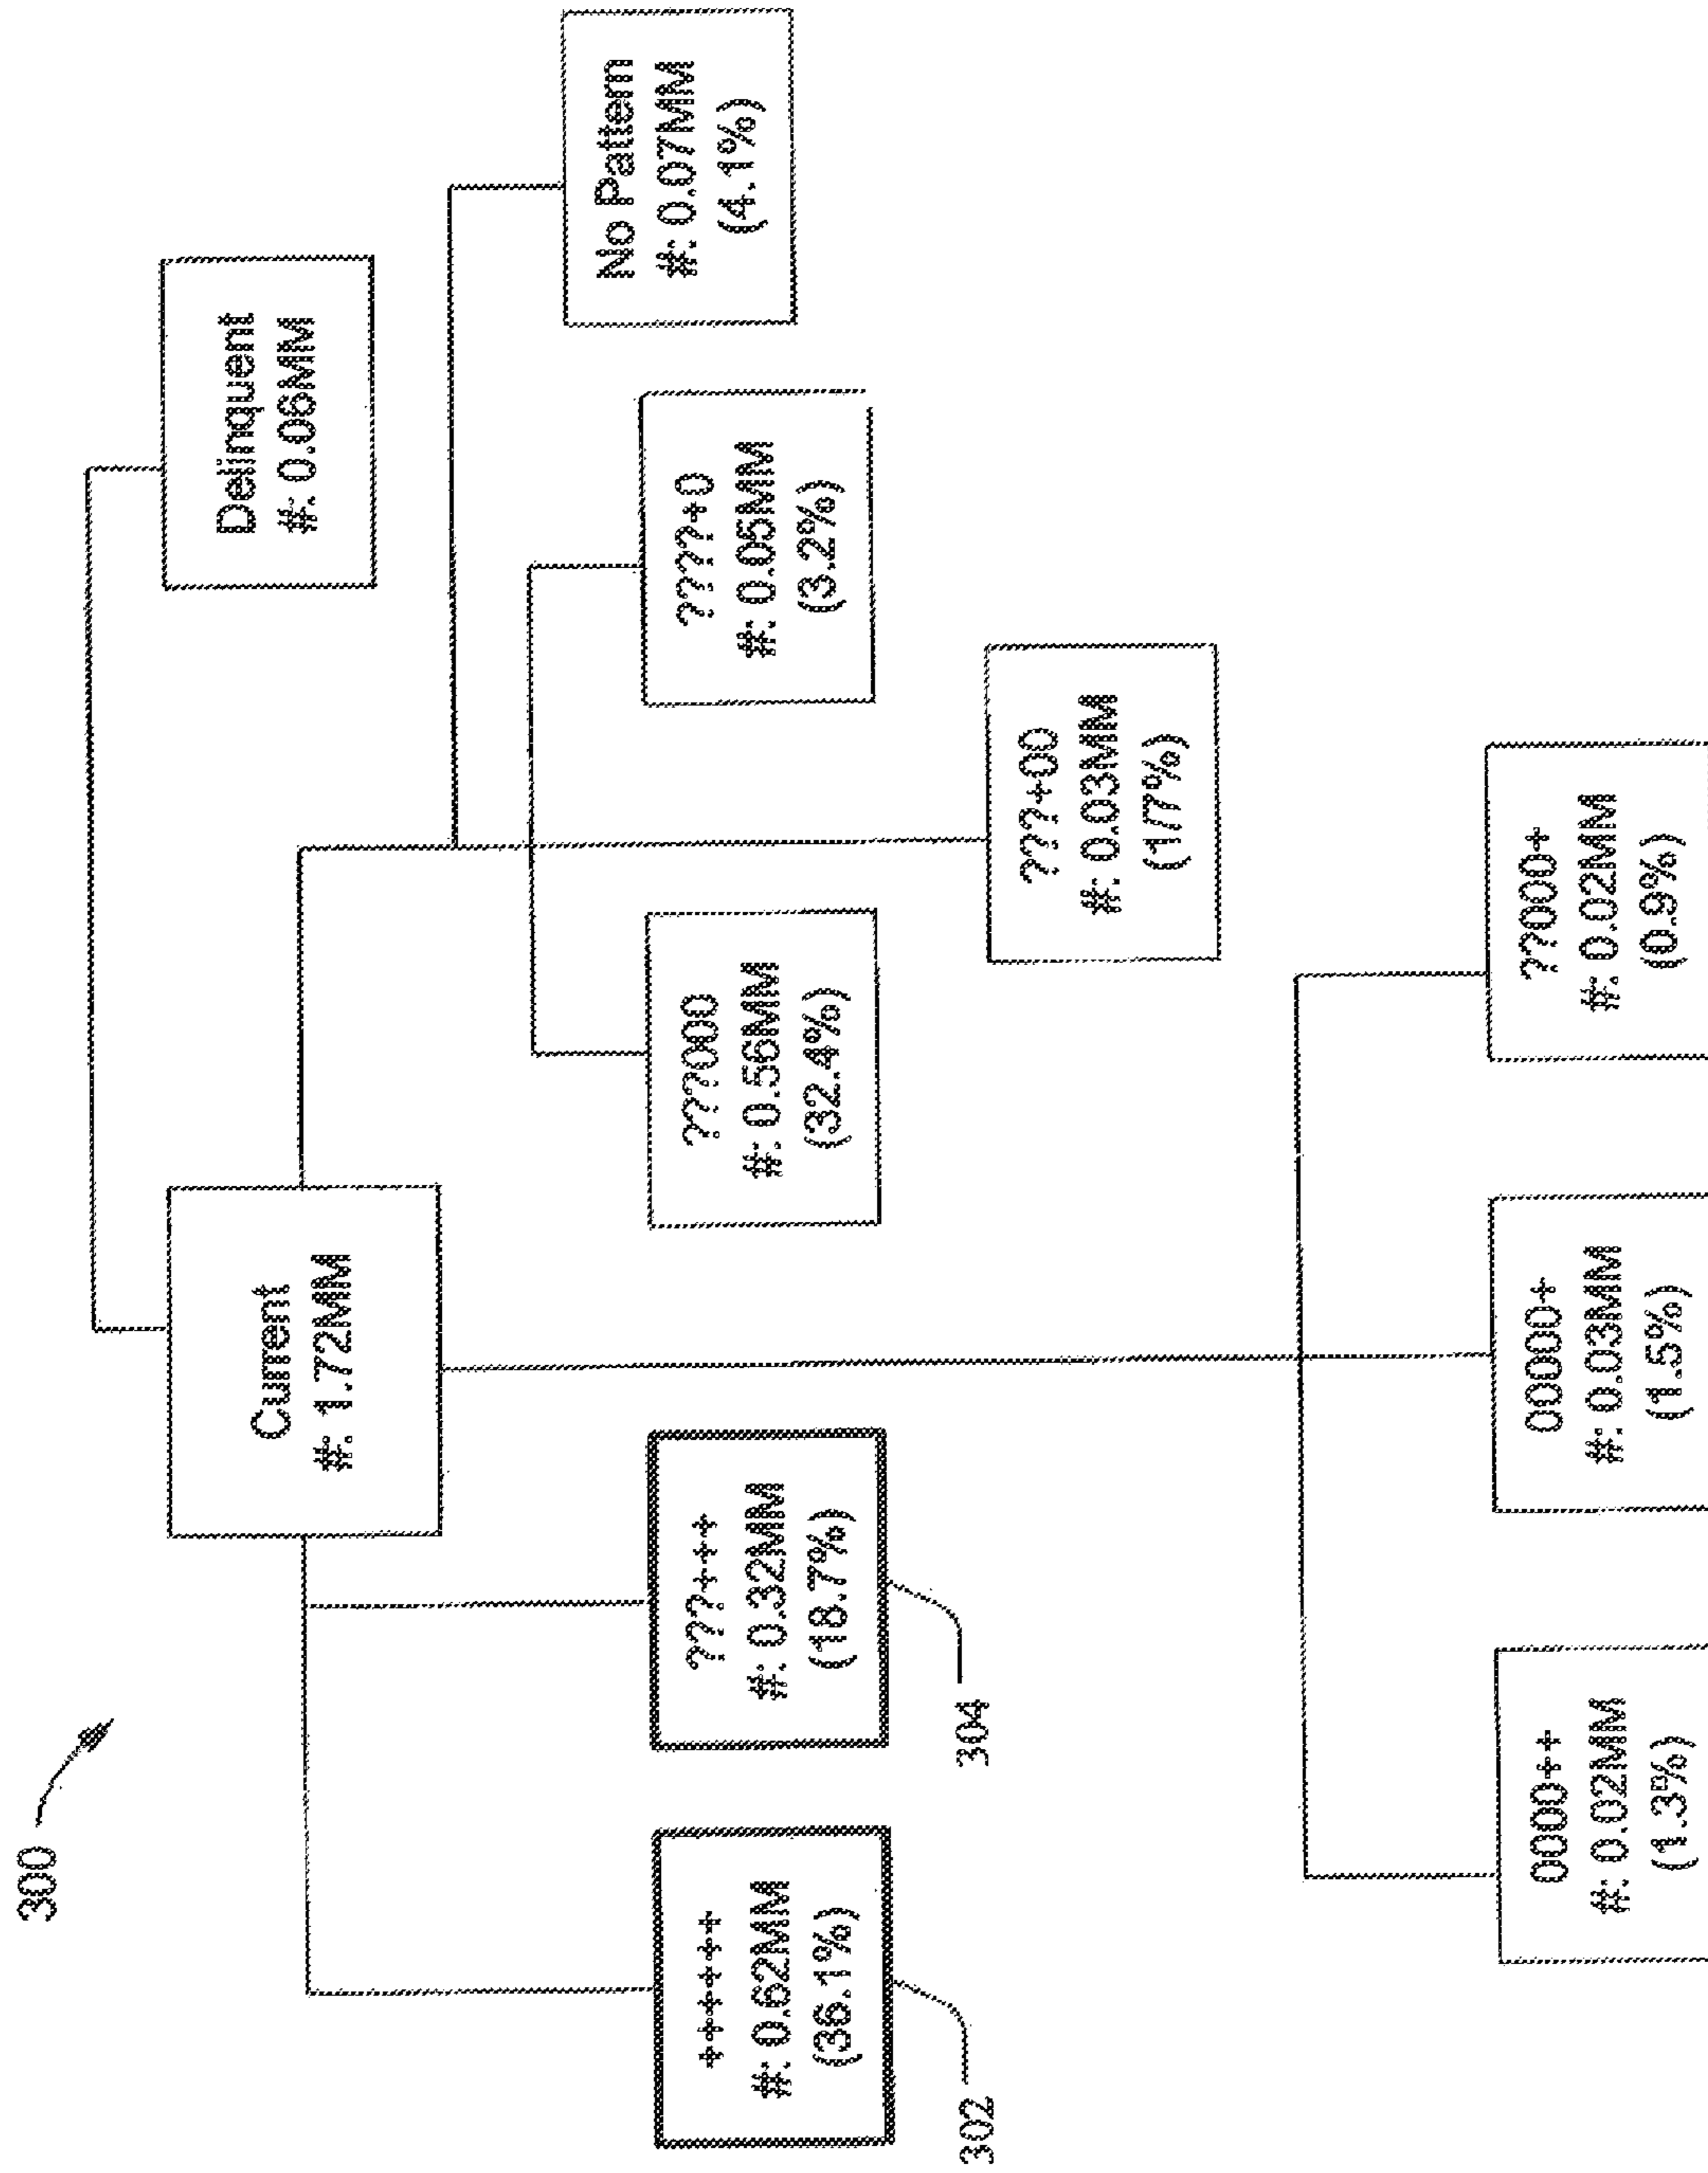 300
Current
#: 1.72MM
Delinquent
#: 0.06MM
No Pattern
#: 0.07MM
(4.1%)
++++++
#: 0.62MM
(36.1%)
302
???+++
#: 0.32MM
(18.7%)
304
???000
#: 0.56MM
(32.4%)
????+0
#: 0.05MM
(3.2%)
???+00
#: 0.03MM
(1.7%)
0000++
#: 0.02MM
(1.3%)
00000+
#: 0.03MM
(1.5%)
??000+
#: 0.02MM
(0.9%)